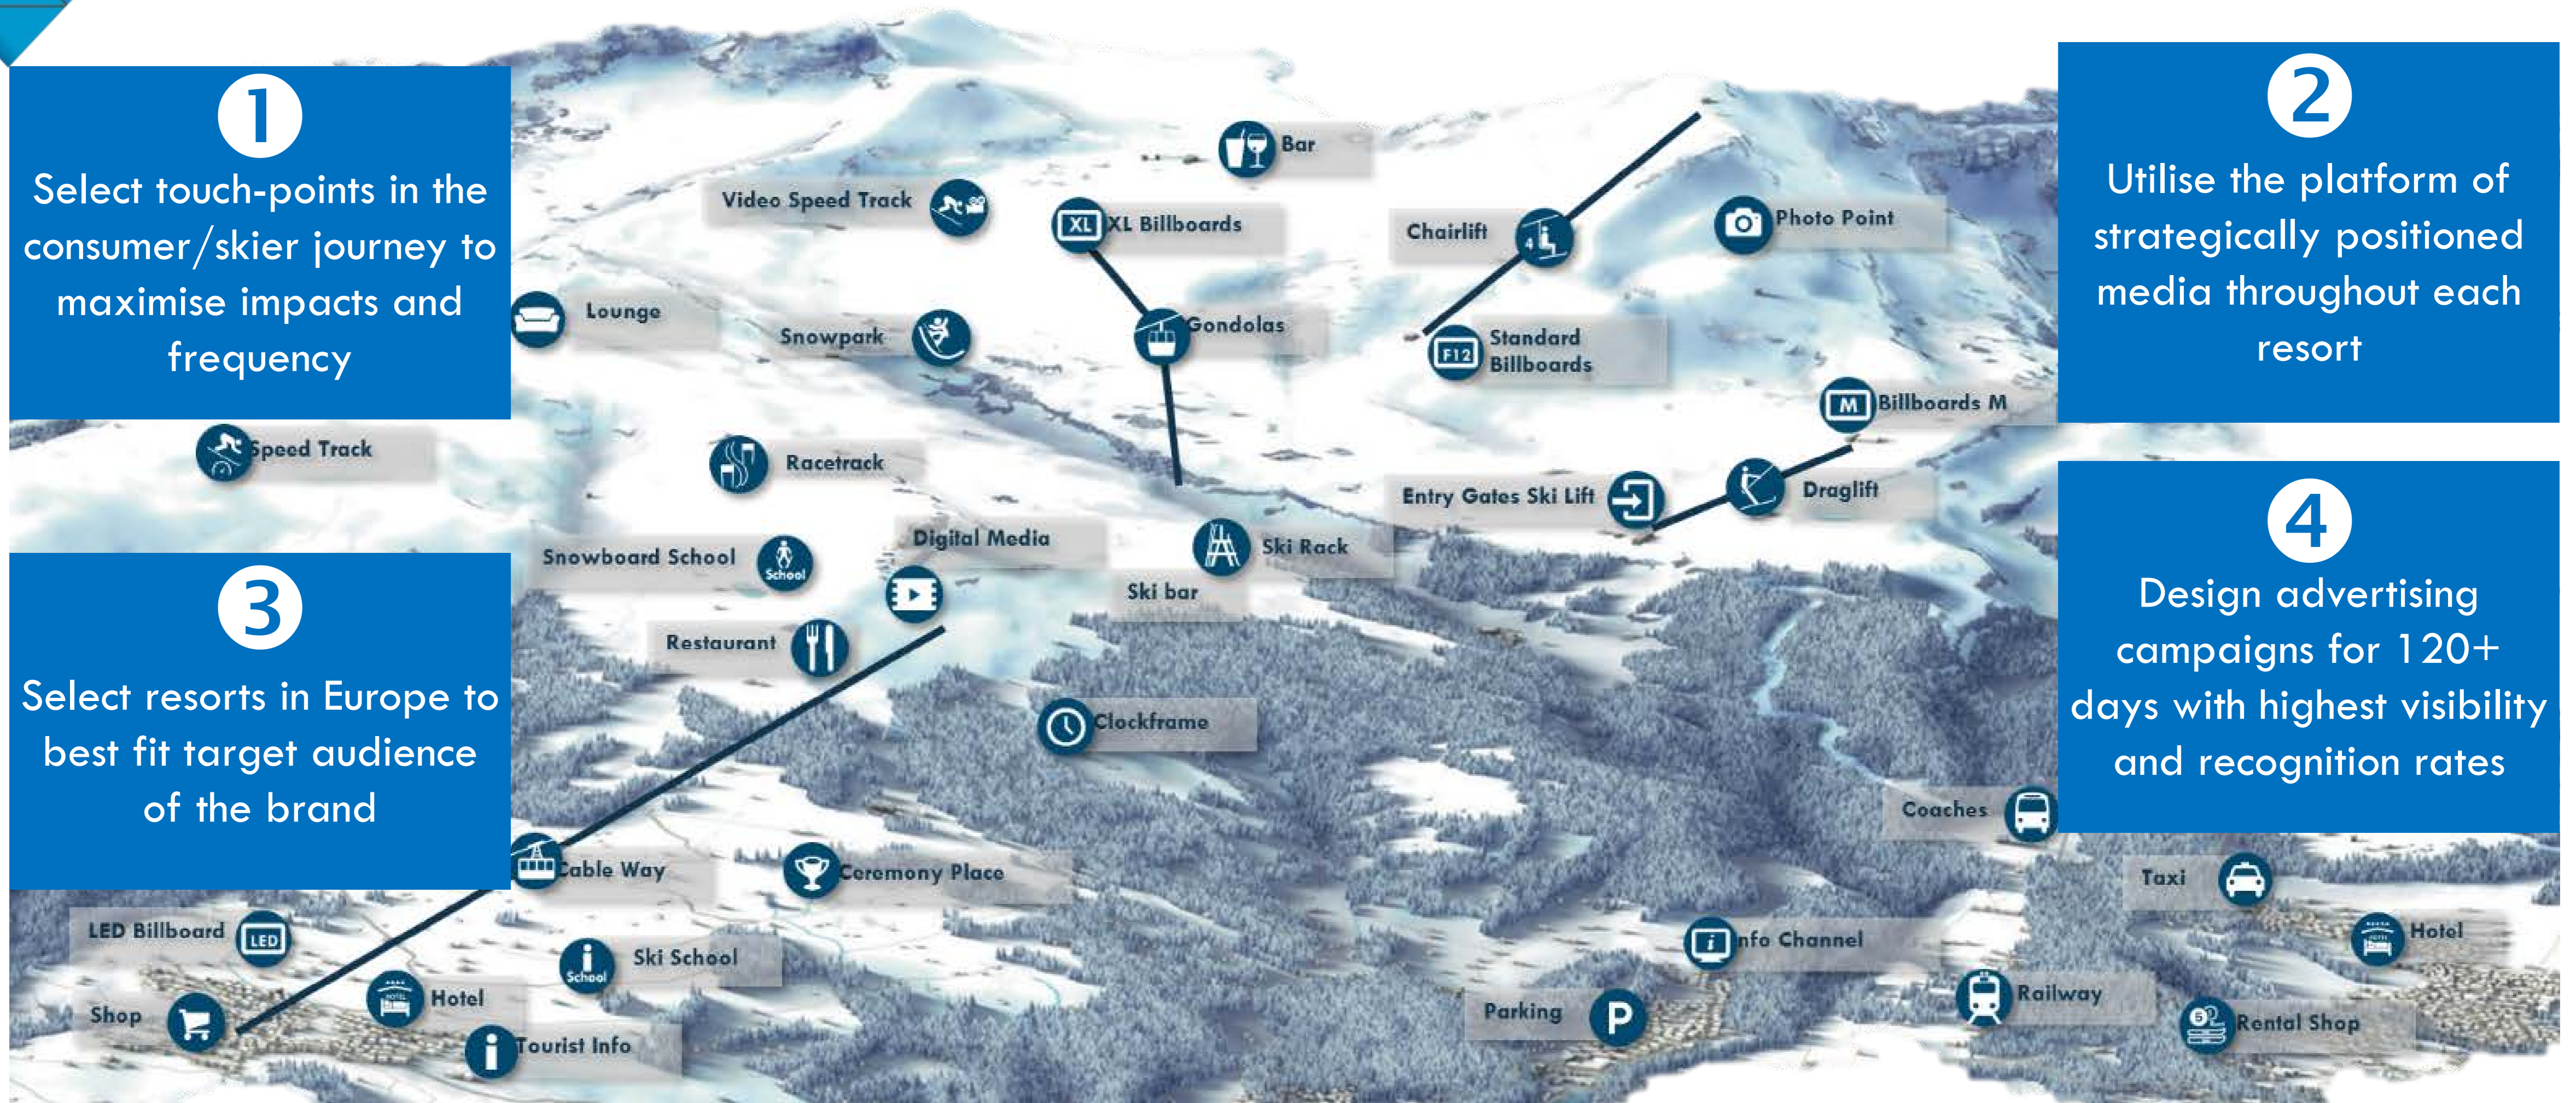 1
Select touch-points in the
consumer/skier journey to
maximise impacts and
frequency
2
Utilise the platform of
strategically positioned
media throughout each
resort
3
Select resorts in Europe to
best fit target audience
of the brand
4
Design advertising
campaigns for 120+
days with highest visibility
and recognition rates
Bar
Video Speed Track
XL
XL Billboards
Chairlift
4
Photo Point
Lounge
Snowpark
Gondolas
F12
Standard
Billboards
M
Billboards M
Speed Track
Racetrack
Entry Gates Ski Lift
Draglift
Digital Media
Snowboard School
School
Ski Rack
Ski bar
Restaurant
Clockframe
Coaches
Cable Way
Ceremony Place
Taxi
LED Billboard
LED
Ski School
i
School
i
nfo Channel
Hotel
HOTEL
Hotel
HOTEL
Shop
Tourist Info
i
Parking
P
Railway
Rental Shop